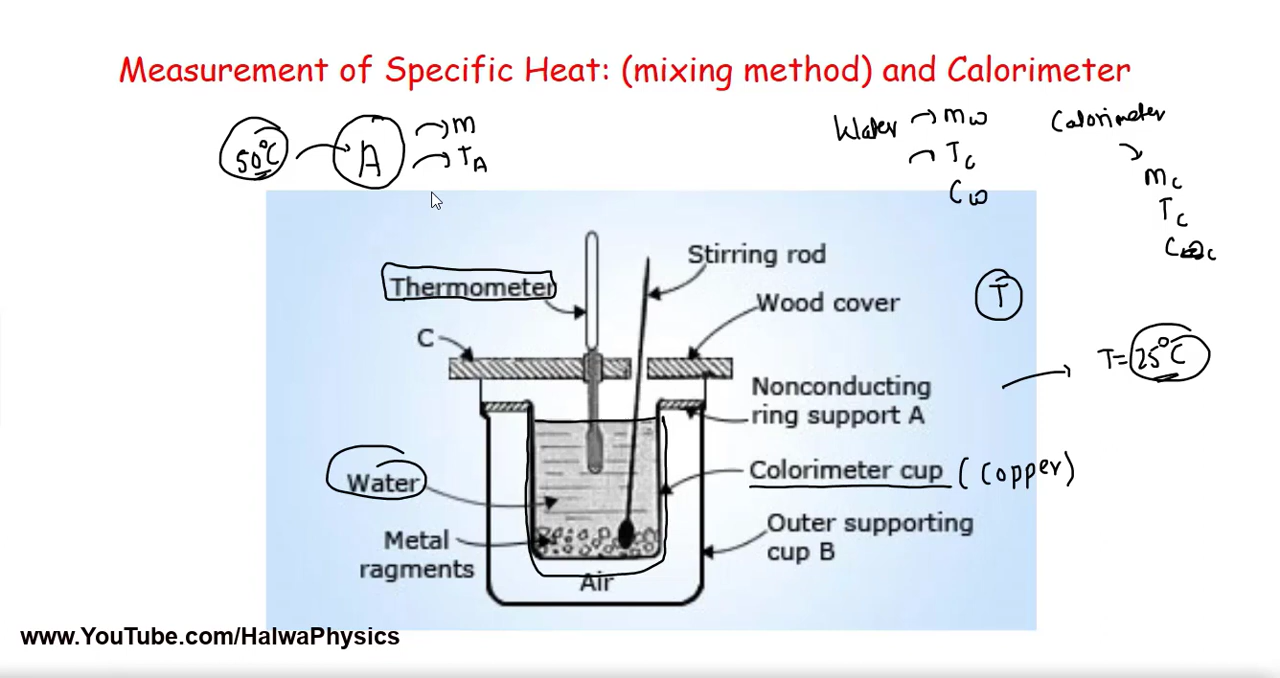 Measurement of Specific Heat: (mixing method) and Calorimeter
50°C
A
m
TA
Water
mw
Tc
Cw
Calorimeter
mc
Tc
Stirring rod
Thermometer
Wood cover
T
C
T=25°C
Nonconducting
ring support A
Water
Colorimeter cup (Copper)
Metal
ragments
Outer supporting
cup B
Air
www.YouTube.com/HalwaPhysics